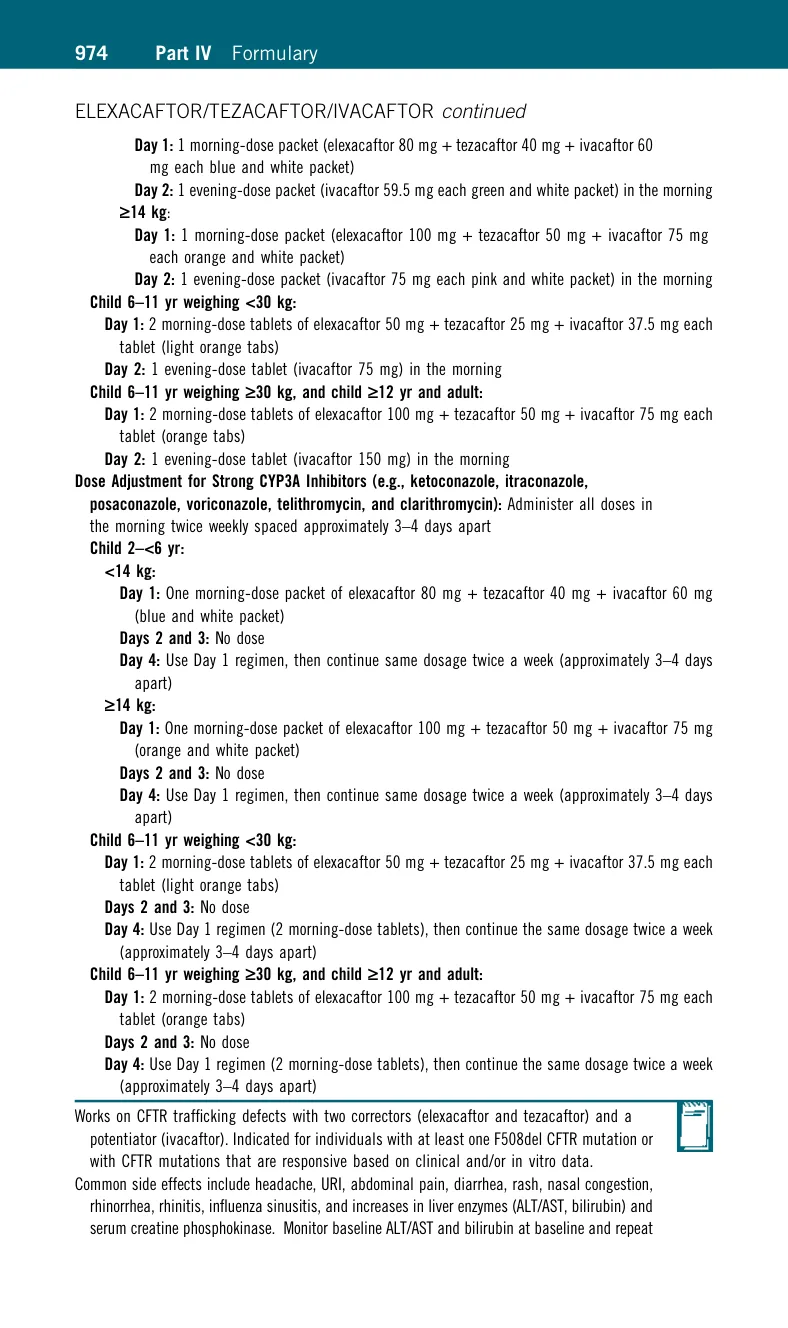 974 Part IV Formulary
ELEXACAFTOR/TEZACAFTOR/IVACAFTOR continued
Day 1: 1 morning-dose packet (elexacaftor 80 mg + tezacaftor 40 mg + ivacaftor 60
mg each blue and white packet)
Day 2: 1 evening-dose packet (ivacaftor 59.5 mg each green and white packet) in the morning
≥14 kg:
Day 1: 1 morning-dose packet (elexacaftor 100 mg + tezacaftor 50 mg + ivacaftor 75 mg
each orange and white packet)
Day 2: 1 evening-dose packet (ivacaftor 75 mg each pink and white packet) in the morning
Child 6–11 yr weighing <30 kg:
Day 1: 2 morning-dose tablets of elexacaftor 50 mg + tezacaftor 25 mg + ivacaftor 37.5 mg each
tablet (light orange tabs)
Day 2: 1 evening-dose tablet (ivacaftor 75 mg) in the morning
Child 6–11 yr weighing ≥30 kg, and child ≥12 yr and adult:
Day 1: 2 morning-dose tablets of elexacaftor 100 mg + tezacaftor 50 mg + ivacaftor 75 mg each
tablet (orange tabs)
Day 2: 1 evening-dose tablet (ivacaftor 150 mg) in the morning
Dose Adjustment for Strong CYP3A Inhibitors (e.g., ketoconazole, itraconazole,
posaconazole, voriconazole, telithromycin, and clarithromycin): Administer all doses in
the morning twice weekly spaced approximately 3–4 days apart
Child 2–<6 yr:
<14 kg:
Day 1: One morning-dose packet of elexacaftor 80 mg + tezacaftor 40 mg + ivacaftor 60 mg
(blue and white packet)
Days 2 and 3: No dose
Day 4: Use Day 1 regimen, then continue same dosage twice a week (approximately 3–4 days
apart)
≥14 kg:
Day 1: One morning-dose packet of elexacaftor 100 mg + tezacaftor 50 mg + ivacaftor 75 mg
(orange and white packet)
Days 2 and 3: No dose
Day 4: Use Day 1 regimen, then continue same dosage twice a week (approximately 3–4 days
apart)
Child 6–11 yr weighing <30 kg:
Day 1: 2 morning-dose tablets of elexacaftor 50 mg + tezacaftor 25 mg + ivacaftor 37.5 mg each
tablet (light orange tabs)
Days 2 and 3: No dose
Day 4: Use Day 1 regimen (2 morning-dose tablets), then continue the same dosage twice a week
(approximately 3–4 days apart)
Child 6–11 yr weighing ≥30 kg, and child ≥12 yr and adult:
Day 1: 2 morning-dose tablets of elexacaftor 100 mg + tezacaftor 50 mg + ivacaftor 75 mg each
tablet (orange tabs)
Days 2 and 3: No dose
Day 4: Use Day 1 regimen (2 morning-dose tablets), then continue the same dosage twice a week
(approximately 3–4 days apart)
Works on CFTR trafficking defects with two correctors (elexacaftor and tezacaftor) and a
potentiator (ivacaftor). Indicated for individuals with at least one F508del CFTR mutation or
with CFTR mutations that are responsive based on clinical and/or in vitro data.
Common side effects include headache, URI, abdominal pain, diarrhea, rash, nasal congestion,
rhinorrhea, rhinitis, influenza sinusitis, and increases in liver enzymes (ALT/AST, bilirubin) and
serum creatine phosphokinase. Monitor baseline ALT/AST and bilirubin at baseline and repeat